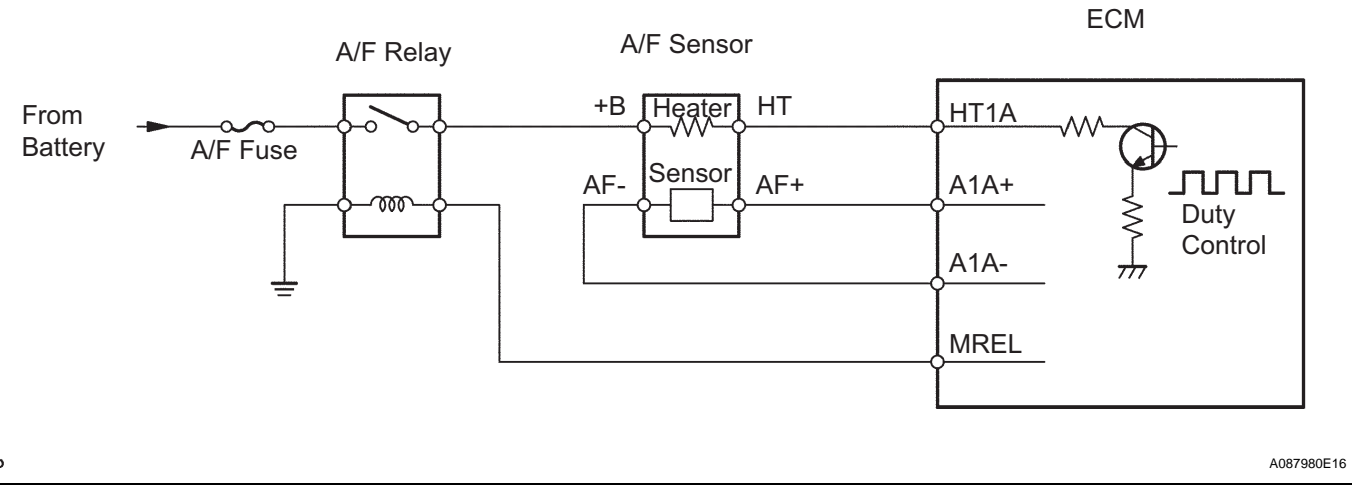 ECM
A/F Sensor
A/F Relay
From
Battery
A/F Fuse
+B
Heater
HT
HT1A
AF-
Sensor
AF+
A1A+
Duty
Control
A1A-
MREL
A087980E16